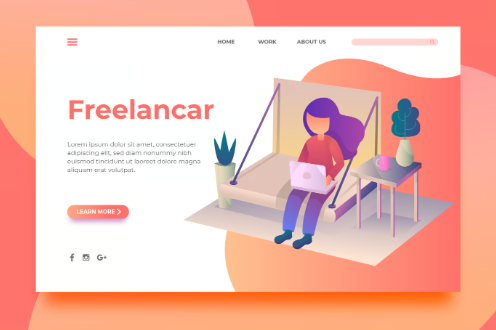 HOME WORK ABOUT US
Freelancar
Lorem ipsum dolor sit amet, consectetuer
adipiscing elit, sed diam nonummy nibh
euismod tincidunt ut laoreet dolore magna
aliquam erat volutpat.
LEARN MORE
f G+